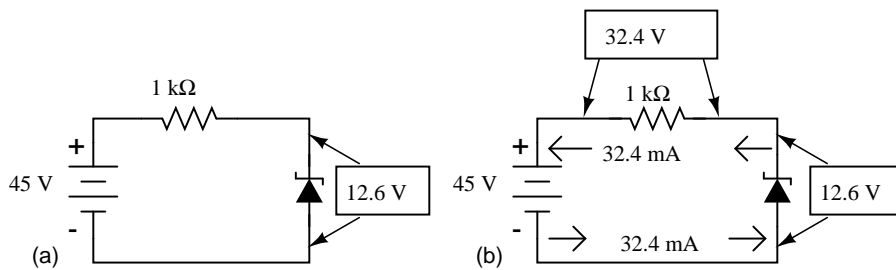 1 kΩ
+
45 V
-
12.6 V
(a)
32.4 V
1 kΩ
+
32.4 mA
45 V
-
12.6 V
32.4 mA
(b)